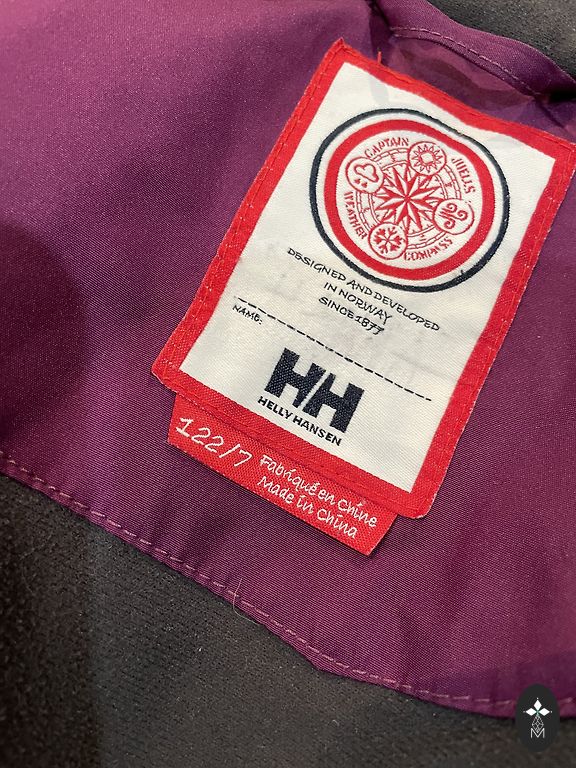 CAPTAIN JUELLS
WEATHER COMPASS
DESIGNED AND DEVELOPED
IN NORWAY
SINCE 1877
NAME:
HH
HELLY HANSEN
122/7 Fabriqué en Chine
Made in China
M